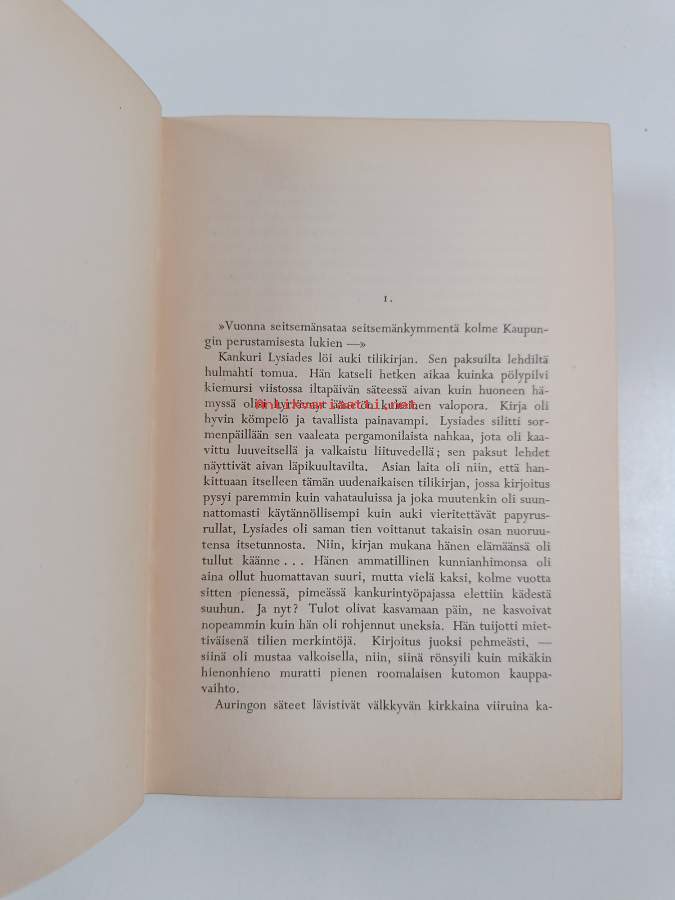 1.
»Vuonna seitsemänsataa seitsemänkymmentä kolme Kaupun-
gin perustamisesta lukien —»
Kankuri Lysiades löi auki tilikirjan. Sen paksuilta lehdiltä
hulmahti tomua. Hän katseli hetken aikaa kuinka pölypilvi
kiemursi viistossa iltapäivän säteessä aivan kuin huoneen hä-
myssä olisi kultainen valopora. Kirja oli
Antikvariaatti.net
hyvin kömpelö ja tavallista painavampi. Lysiades silitti sor-
menpäillään sen vaaleata pergamonilaista nahkaa, jota oli kaa-
vittu luuveitsellä ja valkaistu liituvedellä; sen paksut lehdet
näyttivät aivan läpikuultavilta. Asian laita oli niin, että han-
kittuaan itselleen tämän uudenaikaisen tilikirjan, jossa kirjoitus
pysyi paremmin kuin vahatauluissa ja joka muutenkin oli suun-
nattomasti käytännöllisempi kuin auki vieritettävät papyrus-
rullat, Lysiades oli saman tien voittanut takaisin osan nuoruu-
tensa itsetunnosta. Niin, kirjan mukana hänen elämäänsä oli
tullut käänne... Hänen ammatillinen kunnianhimonsa oli
aina ollut huomattavan suuri, mutta vielä kaksi, kolme vuotta
sitten pienessä, pimeässä kankurintyöpajassa elettiin kädestä
suuhun. Ja nyt? Tulot olivat kasvamaan päin, ne kasvoivat
nopeammin kuin hän oli rohjennut uneksia. Hän tuijotti miet-
tiväisenä tilien merkintöjä. Kirjoitus juoksi pehmeästi, —
siinä oli mustaa valkoisella, niin, siinä rönsyili kuin mikäkin
hienonhieno muratti pienen roomalaisen kutomon kauppa-
vaihto.
Auringon säteet lävistivät välkkyvän kirkkaina viiruina ka-